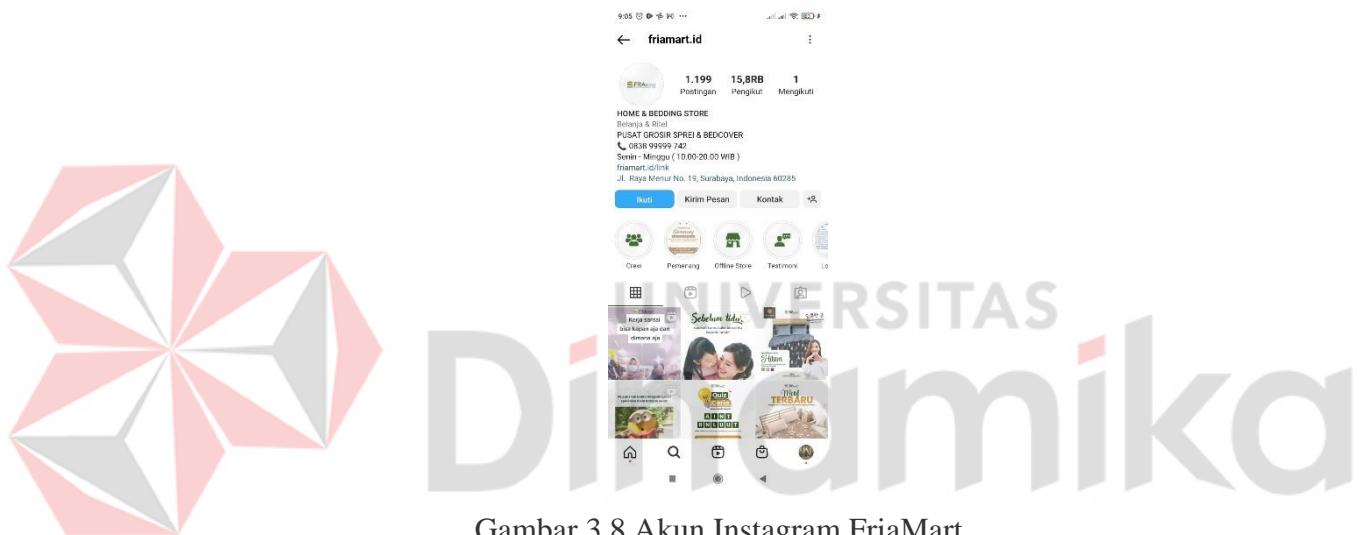 9:05
friamart.id
1.199 15,8RB 1
Postingan Pengikut Mengikuti
HOME & BEDDING STORE
Belanja & Ritel
PUSAT GROSIR SPREI & BEDCOVER
0838 99999 742
Senin - Minggu ( 10.00-20.00 WIB )
friamart.id/link
Jl. Raya Menur No. 19, Surabaya, Indonesia 60285
Ikuti Kirim Pesan Kontak
Crew Pemenang Offline Store Testimoni Lo
UNIVERSITAS
Dinamika
Kerja santai
bisa kapan aja dan
dimana aja
Sebelum tidur,
Hitam
Quiz
Motif
TERBARU
Gambar 3.8 Akun Instagram FriaMart